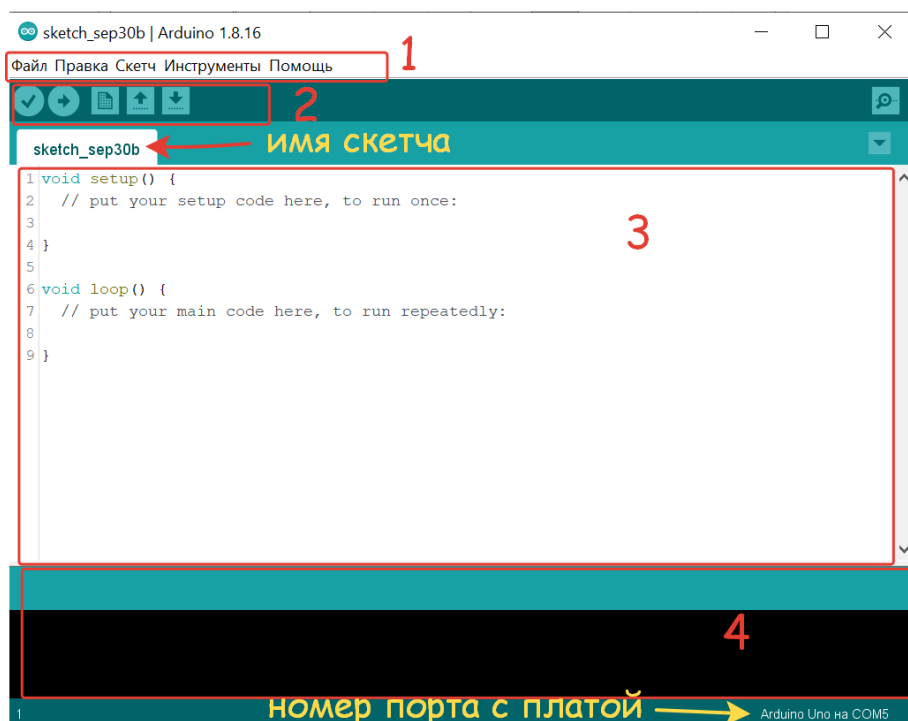 sketch_sep30b | Arduino 1.8.16
1
Файл Правка Скетч Инструменты Помощь
2
sketch_sep30b
имя скетча
1 void setup() {
2   // put your setup code here, to run once:
3
4 }
5
6 void loop() {
7   // put your main code here, to run repeatedly:
8
9 }
3
4
1
номер порта с платой
Arduino Uno на COM5